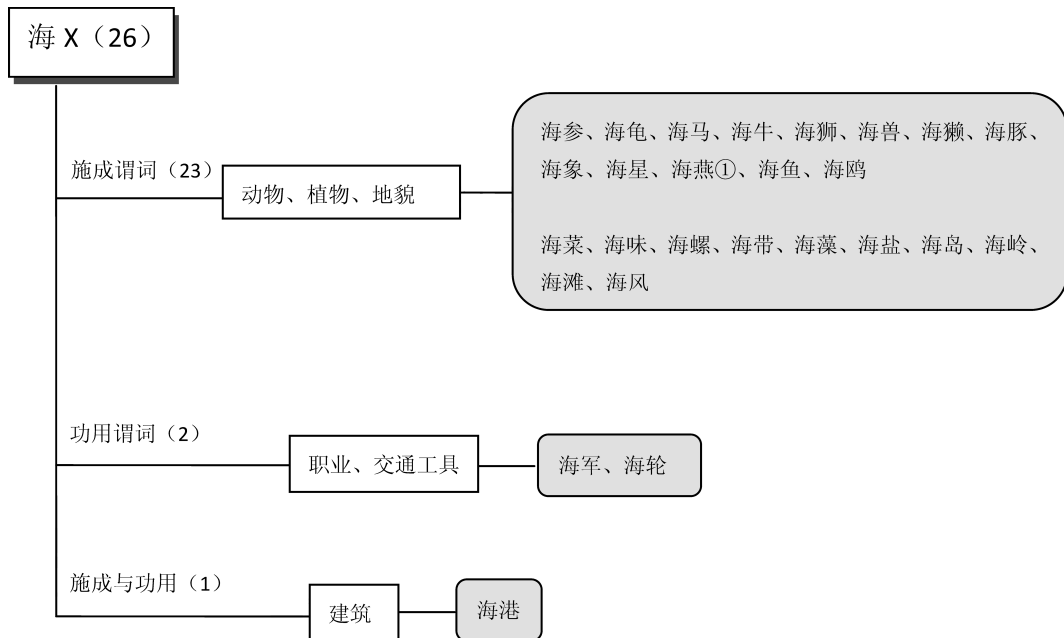 海 X（26）
施成谓词（23）
动物、植物、地貌
海参、海龟、海马、海牛、海狮、海兽、海獭、海豚、
海象、海星、海燕①、海鱼、海鸥
海菜、海味、海螺、海带、海藻、海盐、海岛、海岭、
海滩、海风
功用谓词（2）
职业、交通工具
海军、海轮
施成与功用（1）
建筑
海港